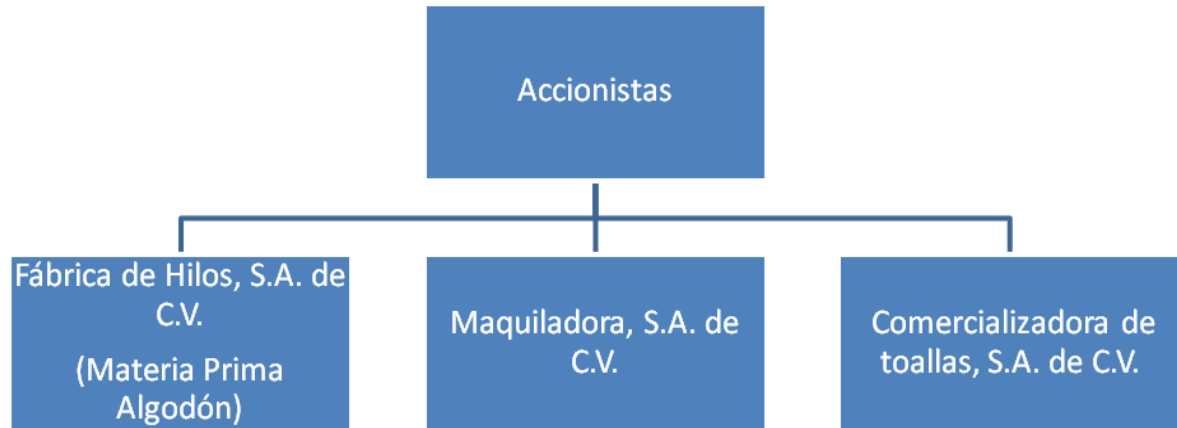 Accionistas
Fábrica de Hilos, S.A. de
C.V.
(Materia Prima
Algodón)
Maquiladora, S.A. de
C.V.
Comercializadora de
toallas, S.A. de C.V.